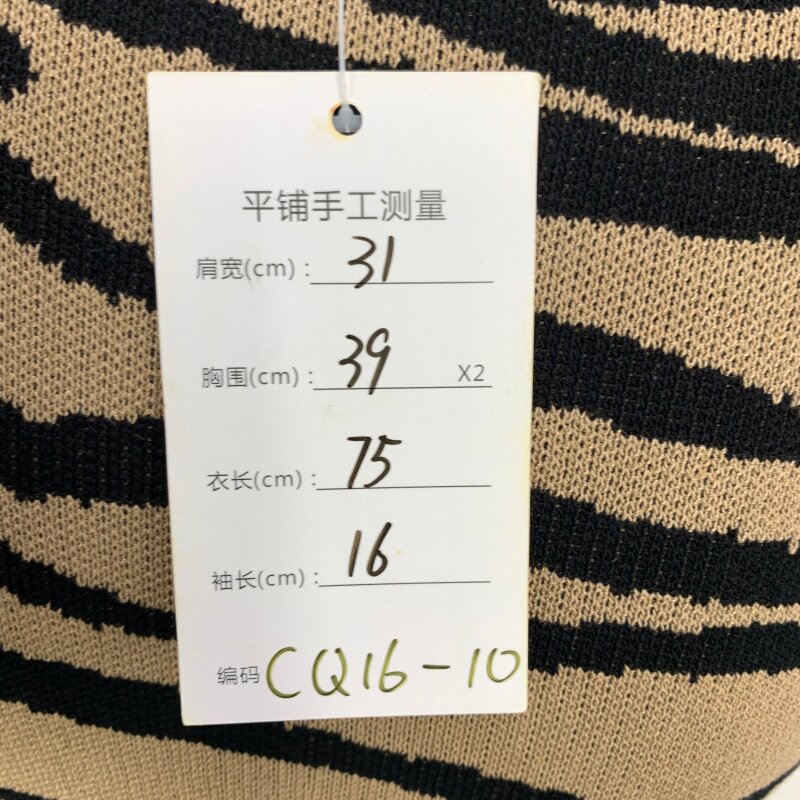 平铺手工测量
肩宽(cm)：31
胸围(cm)：39 X2
衣长(cm)：75
袖长(cm)：16
编码 CQ16-10